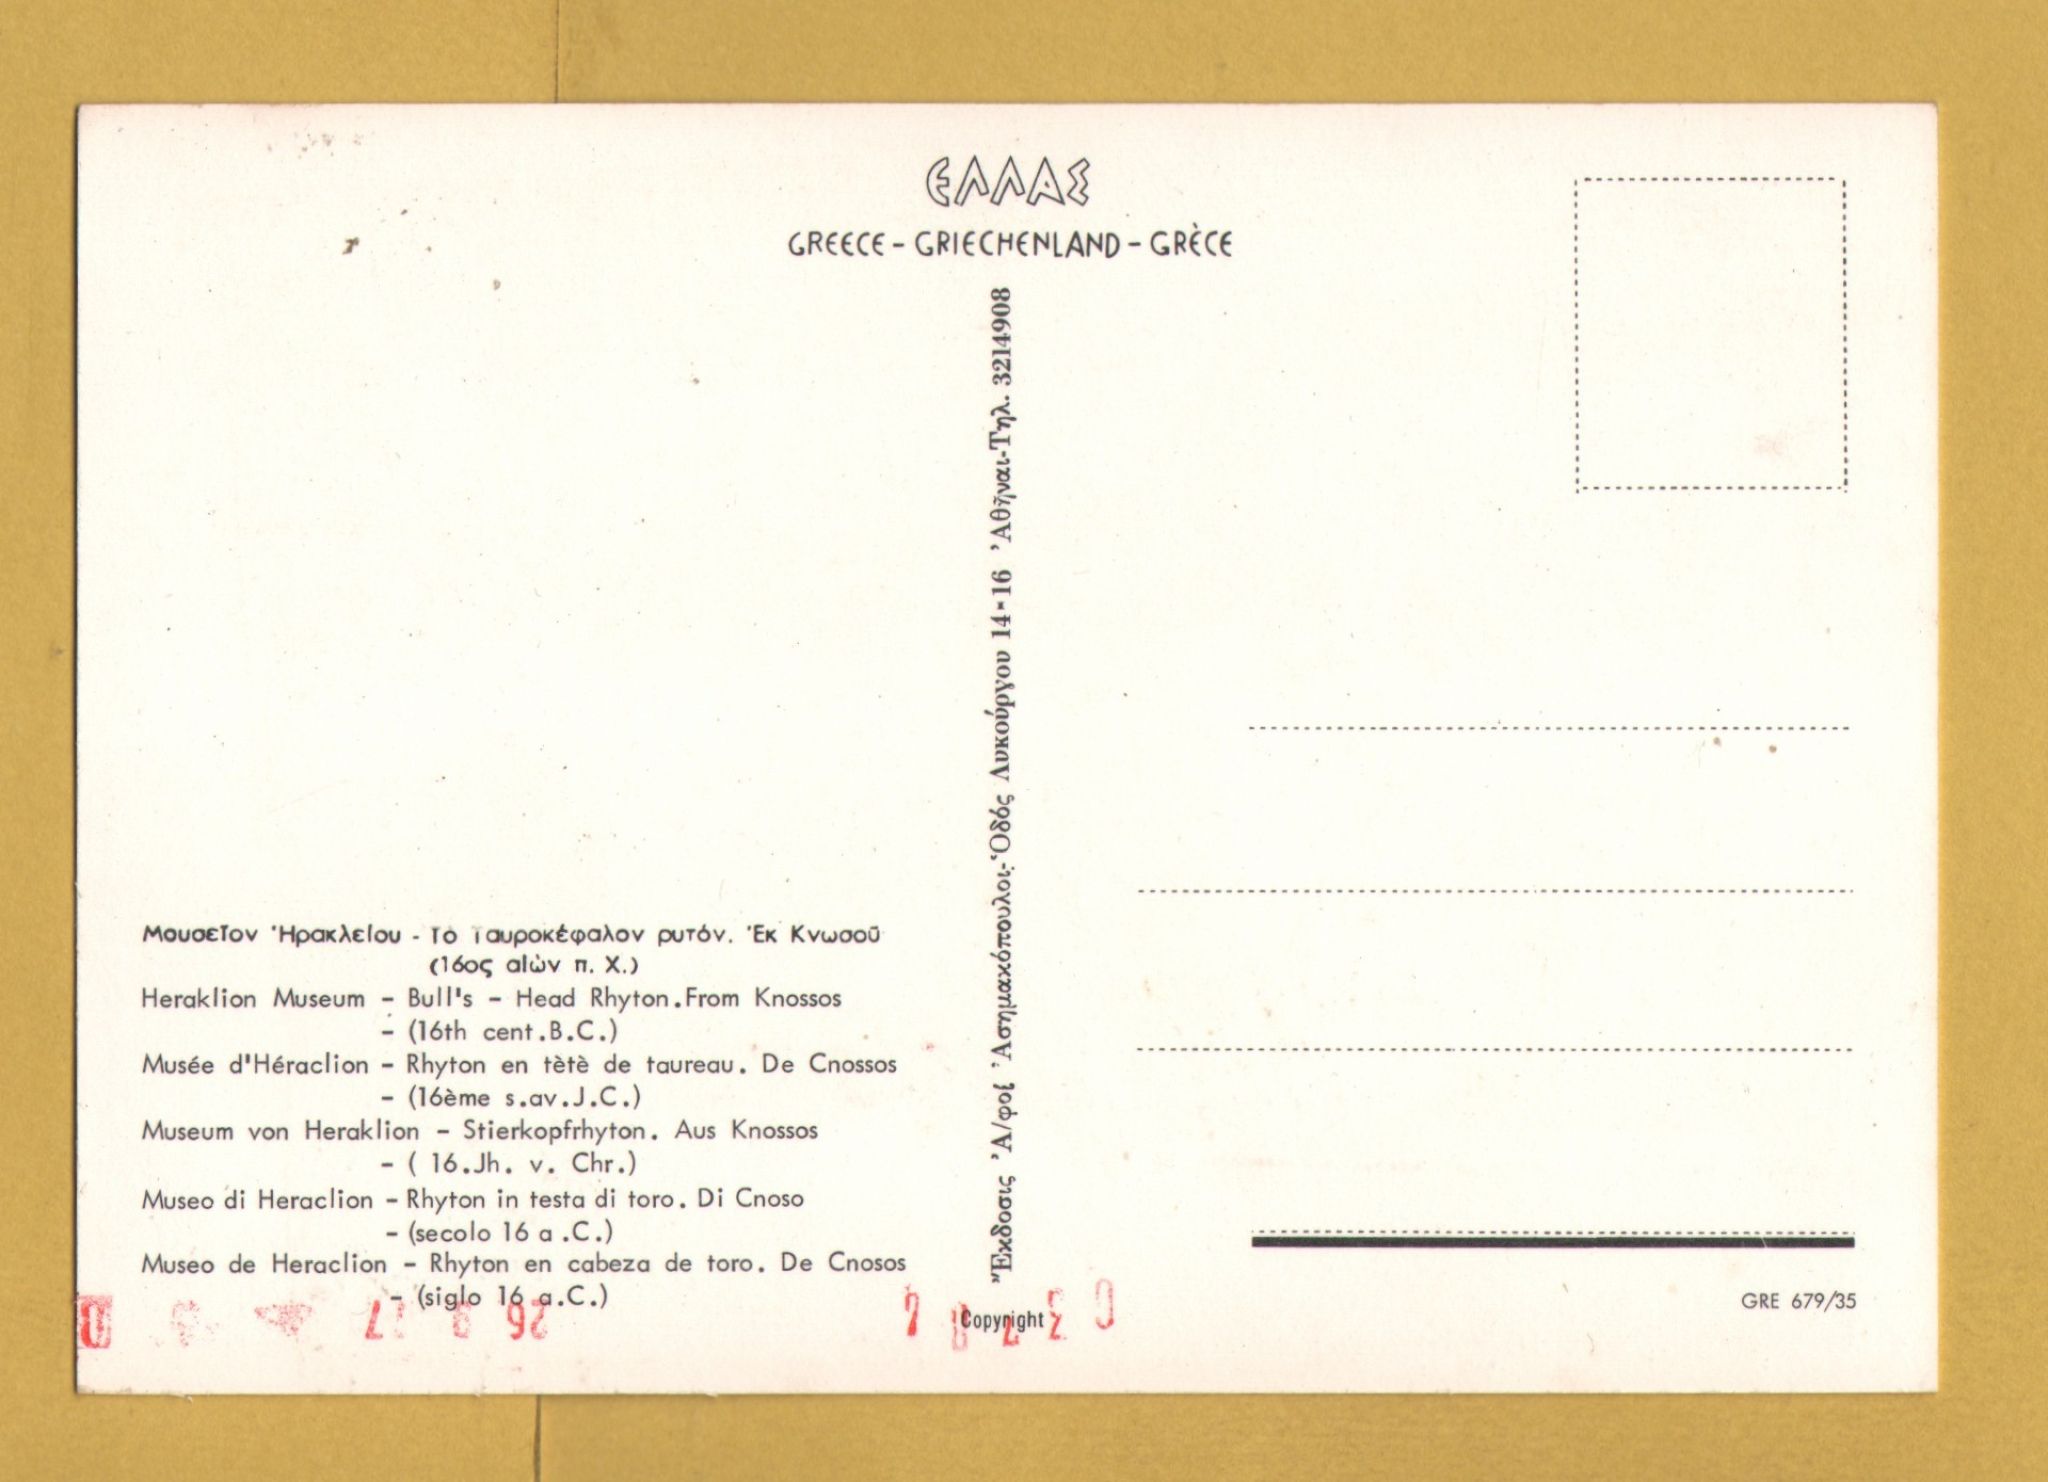 ΕΛΛΑΣ
GREECE - GRIECHENLAND - GRÈCE
Μουσεῖον Ἡρακλείου - Τὸ Ταυροκέφαλον ρυτόν. Ἐκ Κνωσοῦ
(16ος αἰὼν π. Χ.)
Heraklion Museum - Bull's - Head Rhyton.From Knossos
- (16th cent.B.C.)
Musée d'Héraclion - Rhyton en tètè de taureau. De Cnossos
- (16ème s.av.J.C.)
Museum von Heraklion - Stierkopfrhyton. Aus Knossos
- ( 16.Jh. v. Chr.)
Museo di Heraclion - Rhyton in testa di toro. Di Cnoso
- (secolo 16 a .C.)
Museo de Heraclion - Rhyton en cabeza de toro. De Cnosos
- (siglo 16 a.C.)
Ἔκδοσις Ἀ/φοί Ἀσημακόπουλοι-Ὁδός Λυκούργου 14-16 Ἀθῆναι-Τηλ. 3214908
Copyright
GRE 679/35